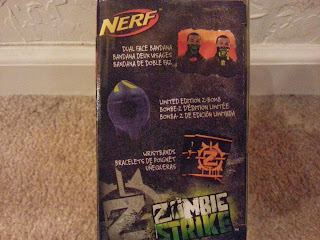 NERF
DUAL FACE BANDANA
BANDANA DEUX VISAGES
BANDANA DE DOBLE FAZ
LIMITED EDITION Z-BOMB
BOMBE-Z D'ÉDITION LIMITÉE
BOMBA-Z DE EDICIÓN LIMITADA
WRISTBANDS
BRACELETS DE POIGNET
MUÑEQUERAS
Z
Z
ZOMBIE
STRIKE